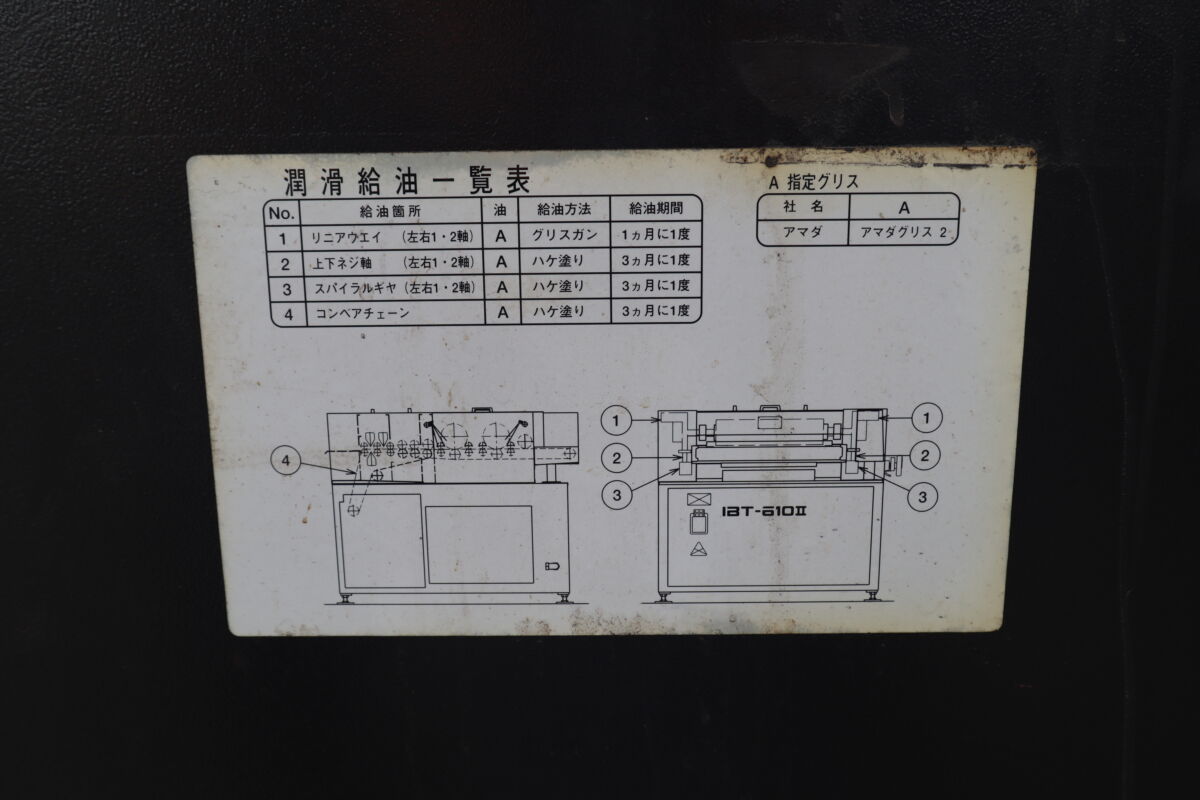 潤滑給油一覧表
No. 給油箇所 油 給油方法 給油期間
1 リニアウエイ (左右1・2軸) A グリスガン 1ヵ月に1度
2 上下ネジ軸 (左右1・2軸) A ハケ塗り 3ヵ月に1度
3 スパイラルギヤ (左右1・2軸) A ハケ塗り 3ヵ月に1度
4 コンベアチェーン A ハケ塗り 3ヵ月に1度
A 指定グリス
社名 A
アマダ アマダグリス 2
4
1 1
2 2
3 3
IBT-610II